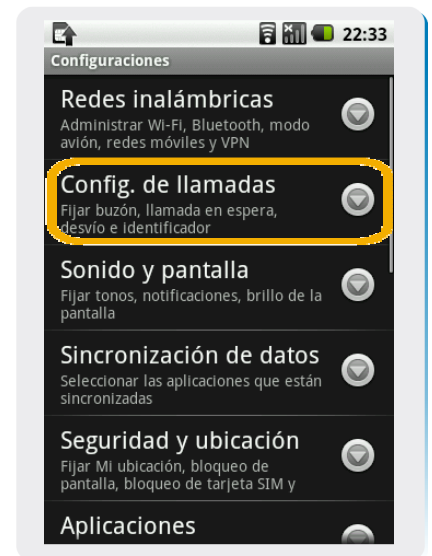 22:33
Configuraciones
Redes inalámbricas
Administrar Wi-Fi, Bluetooth, modo
avión, redes móviles y VPN
Config. de llamadas
Fijar buzón, llamada en espera,
desvío e identificador
Sonido y pantalla
Fijar tonos, notificaciones, brillo de la
pantalla
Sincronización de datos
Seleccionar las aplicaciones que están
sincronizadas
Seguridad y ubicación
Fijar Mi ubicación, bloqueo de
pantalla, bloqueo de tarjeta SIM y
Aplicaciones